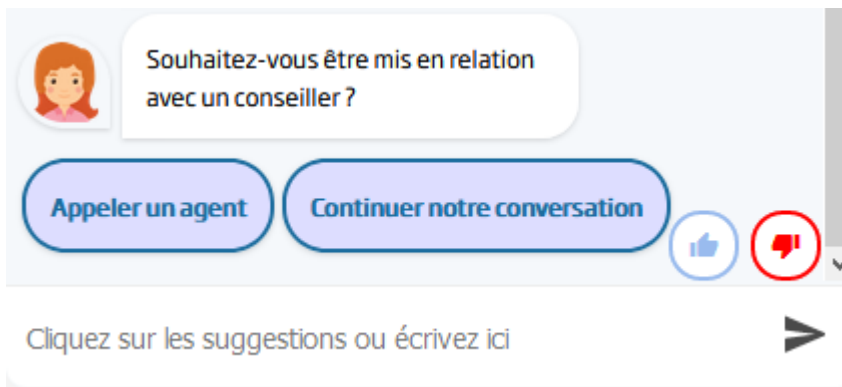 Souhaitez-vous être mis en relation
avec un conseiller ?
Appeler un agent
Continuer notre conversation
Cliquez sur les suggestions ou écrivez ici